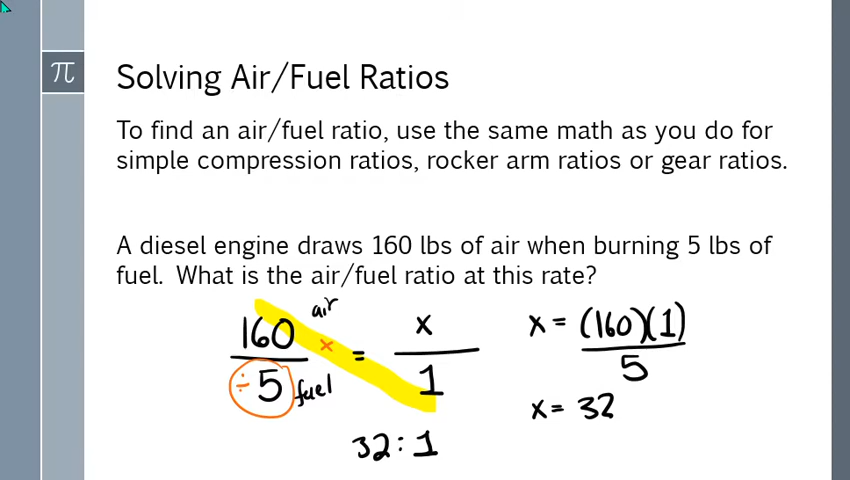 π
Solving Air/Fuel Ratios
To find an air/fuel ratio, use the same math as you do for
simple compression ratios, rocker arm ratios or gear ratios.
A diesel engine draws 160 lbs of air when burning 5 lbs of
fuel. What is the air/fuel ratio at this rate?
160 air × = x x = (160)(1)
÷ 5 fuel 1 5
x = 32
32 : 1